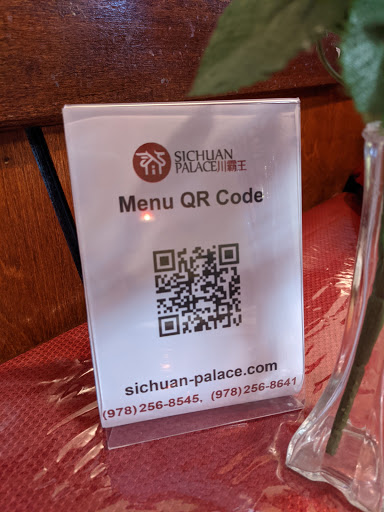 SICHUAN
PALACE川霸王
Menu QR Code
sichuan-palace.com
(978)256-8545, (978)256-8641